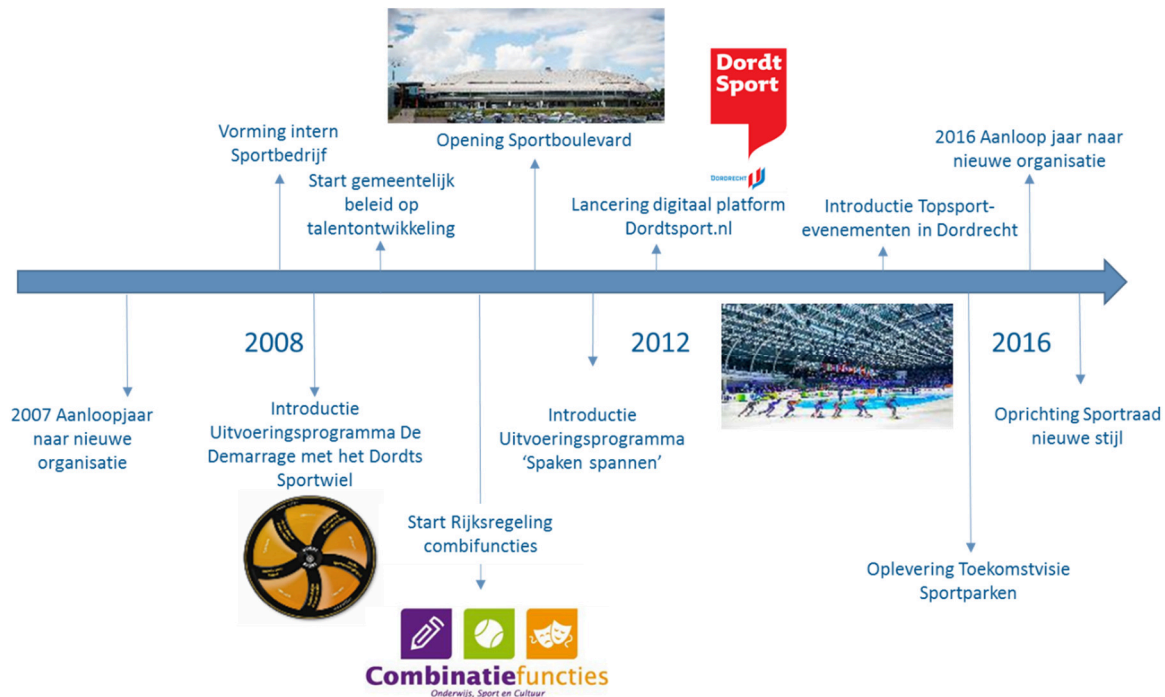 Dordt
Sport
DORDRECHT
Vorming intern
Sportbedrijf
Start gemeentelijk
beleid op
talentontwikkeling
Opening Sportboulevard
Lancering digitaal platform
Dordtsport.nl
Introductie Topsport-
evenementen in Dordrecht
2016 Aanloop jaar naar
nieuwe organisatie
2008
2012
2016
2007 Aanloopjaar
naar nieuwe
organisatie
Introductie
Uitvoeringsprogramma De
Demarrage met het Dordts
Sportwiel
Start Rijksregeling
combifuncties
Combinatiefuncties
Onderwijs, Sport en Cultuur
Introductie
Uitvoeringsprogramma
‘Spaken spannen’
Oplevering Toekomstvisie
Sportparken
Oprichting Sportraad
nieuwe stijl